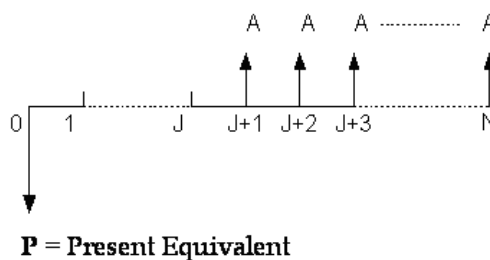 A A A A
0 1 J J+1 J+2 J+3 N
P = Present Equivalent